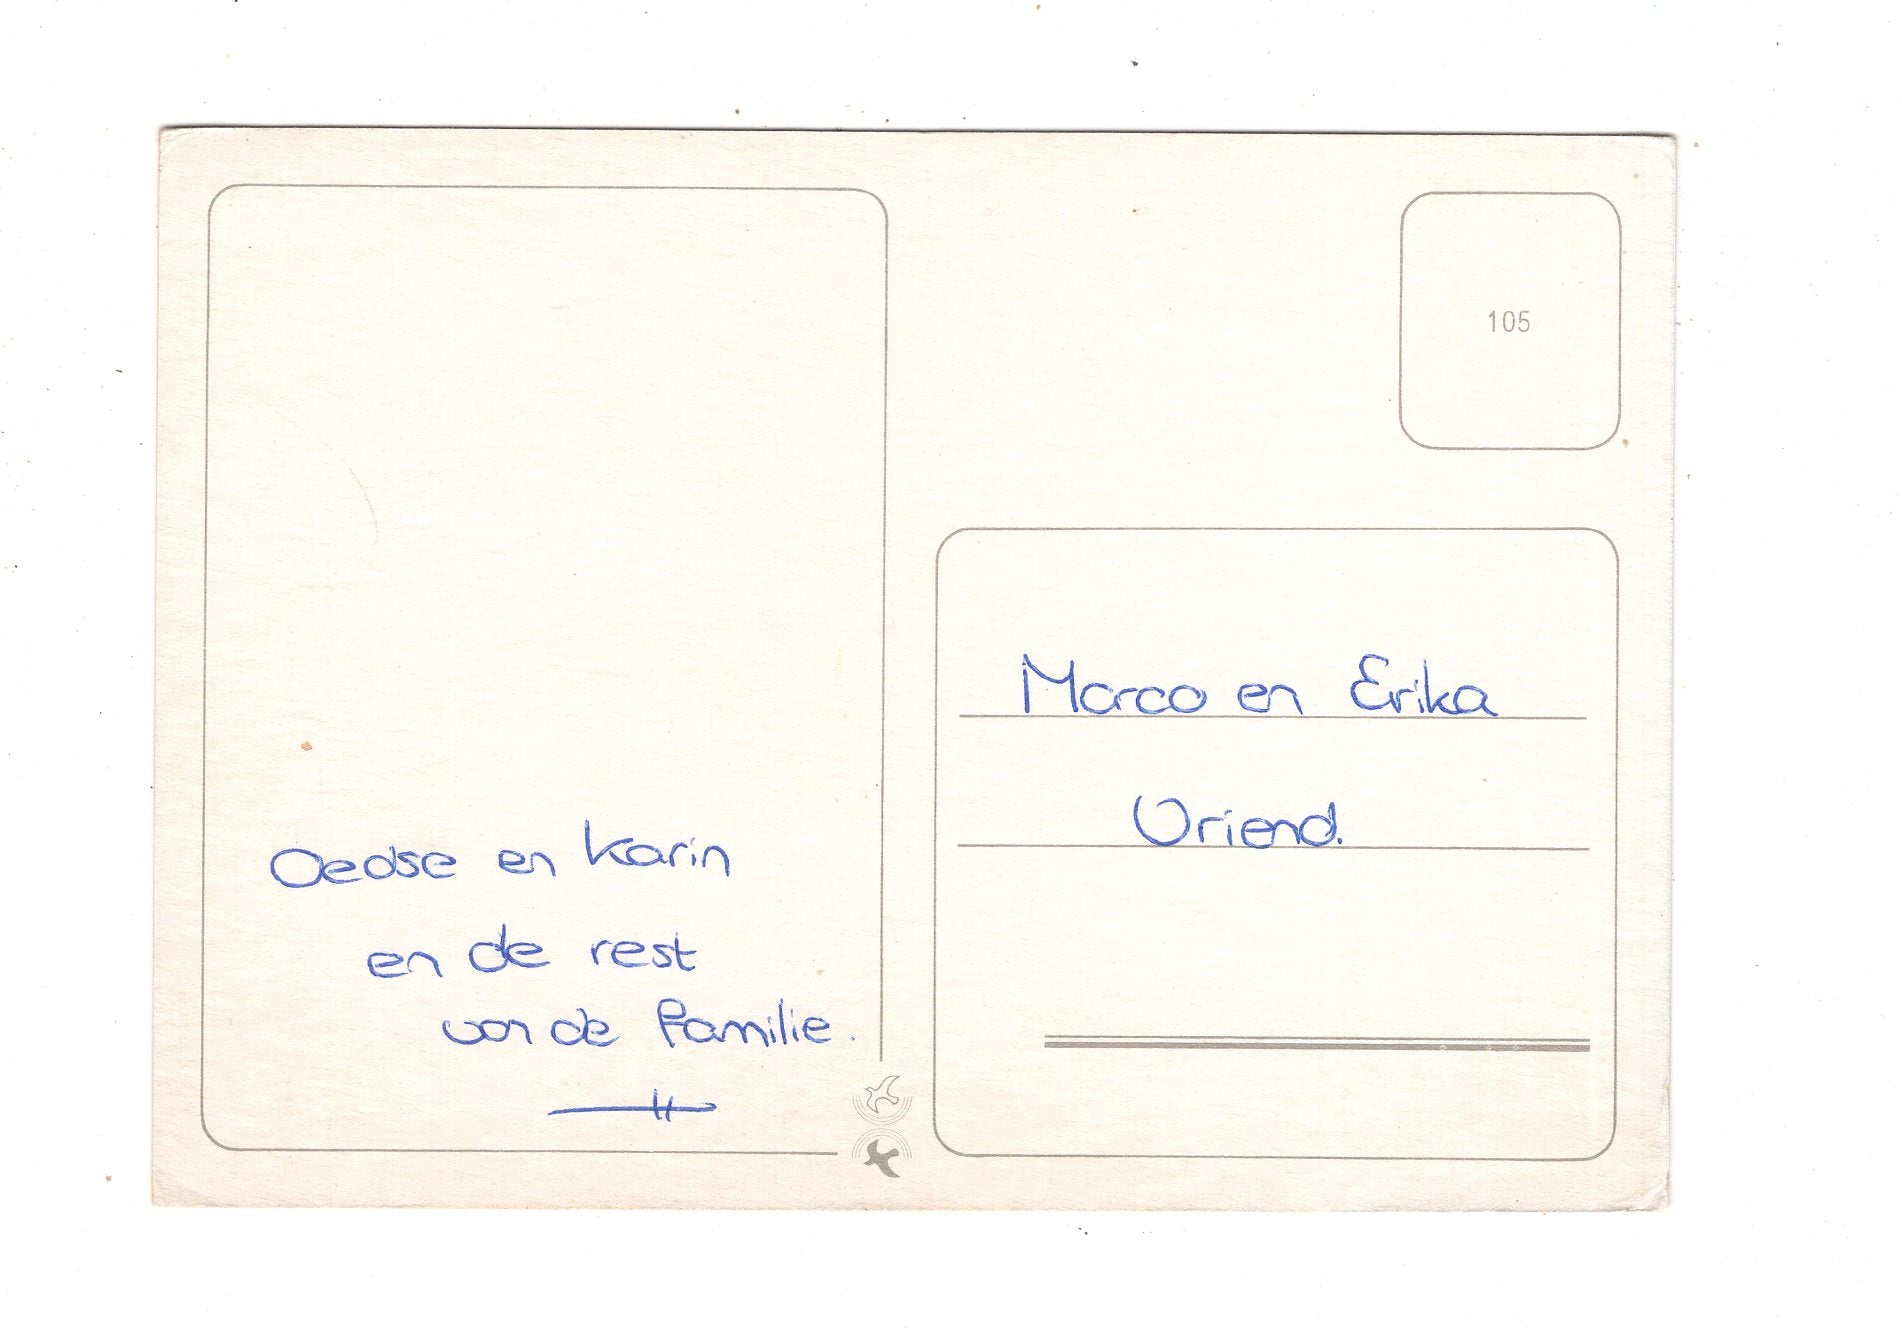 105
Marco en Erika
Vriend.
Oedse en Karin
en de rest
van de familie.